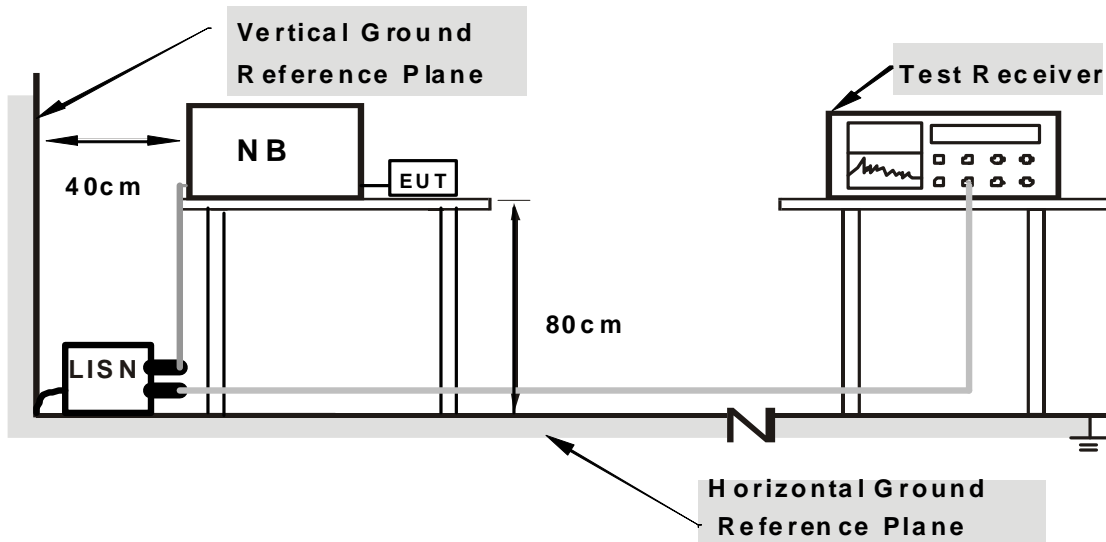 Vertical Ground
Reference Plane
Test Receiver
NB
EUT
40cm
80cm
LISN
Horizontal Ground
Reference Plane